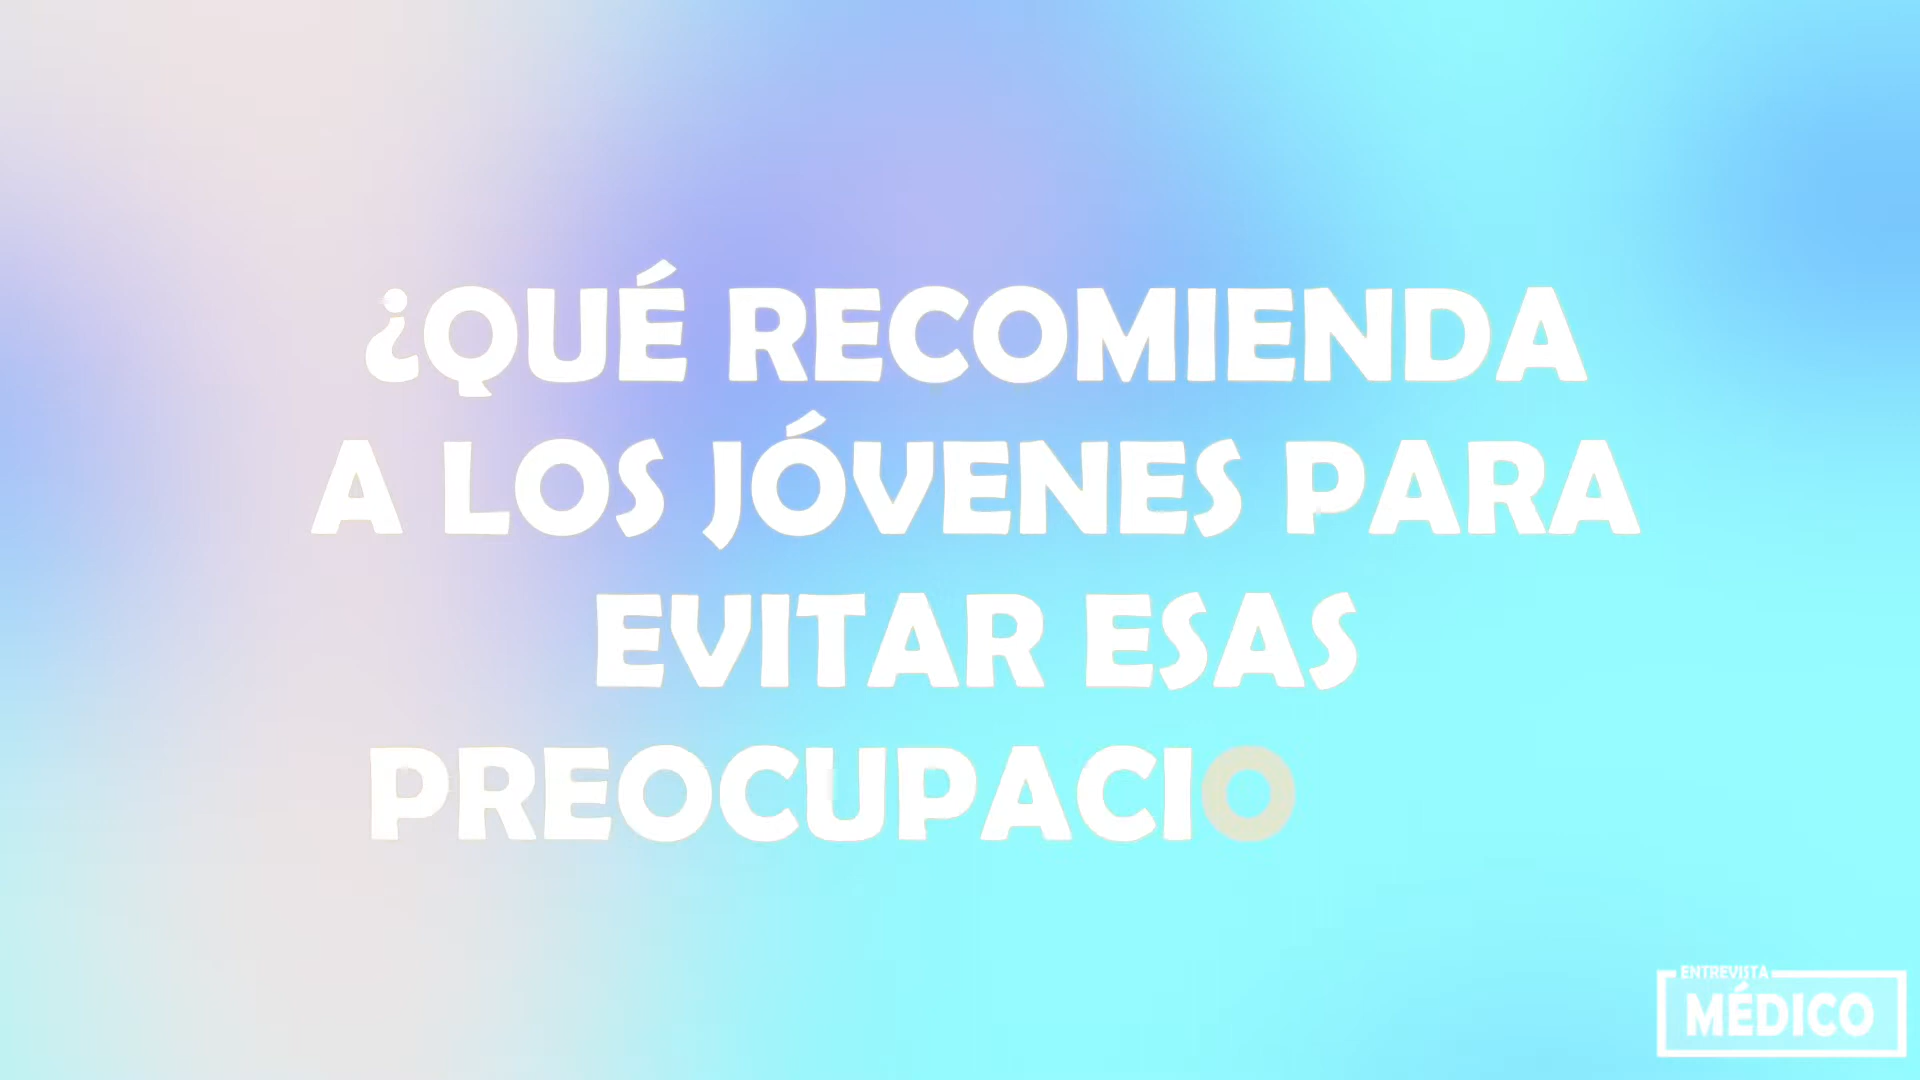 ¿QUÉ RECOMIENDA
A LOS JÓVENES PARA
EVITAR ESAS
PREOCUPACIO
ENTREVISTA
MÉDICO